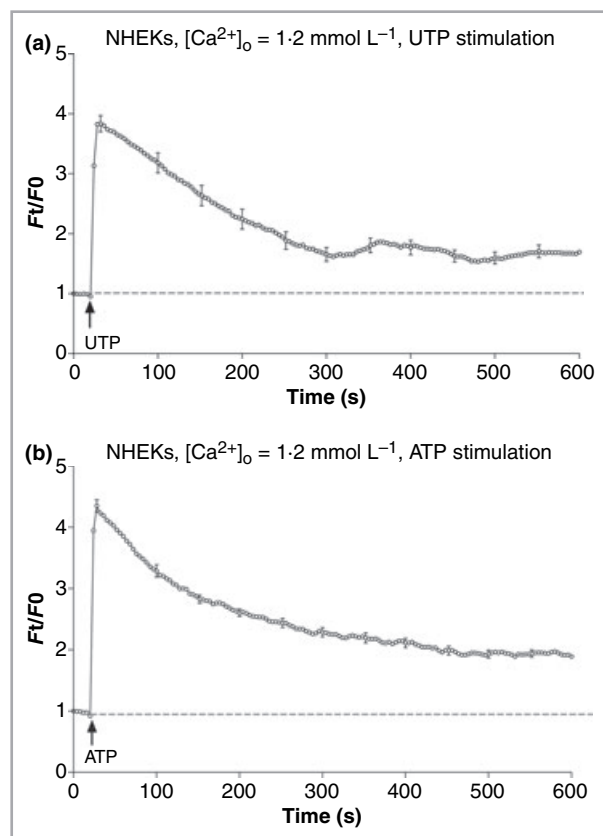 (a) NHEKs, [Ca²⁺]ₒ = 1·2 mmol L⁻¹, UTP stimulation
5
4
3
2
1
0
Ft/F0
UTP
0 100 200 300 400 500 600
Time (s)
(b) NHEKs, [Ca²⁺]ₒ = 1·2 mmol L⁻¹, ATP stimulation
5
4
3
2
1
0
Ft/F0
ATP
0 100 200 300 400 500 600
Time (s)